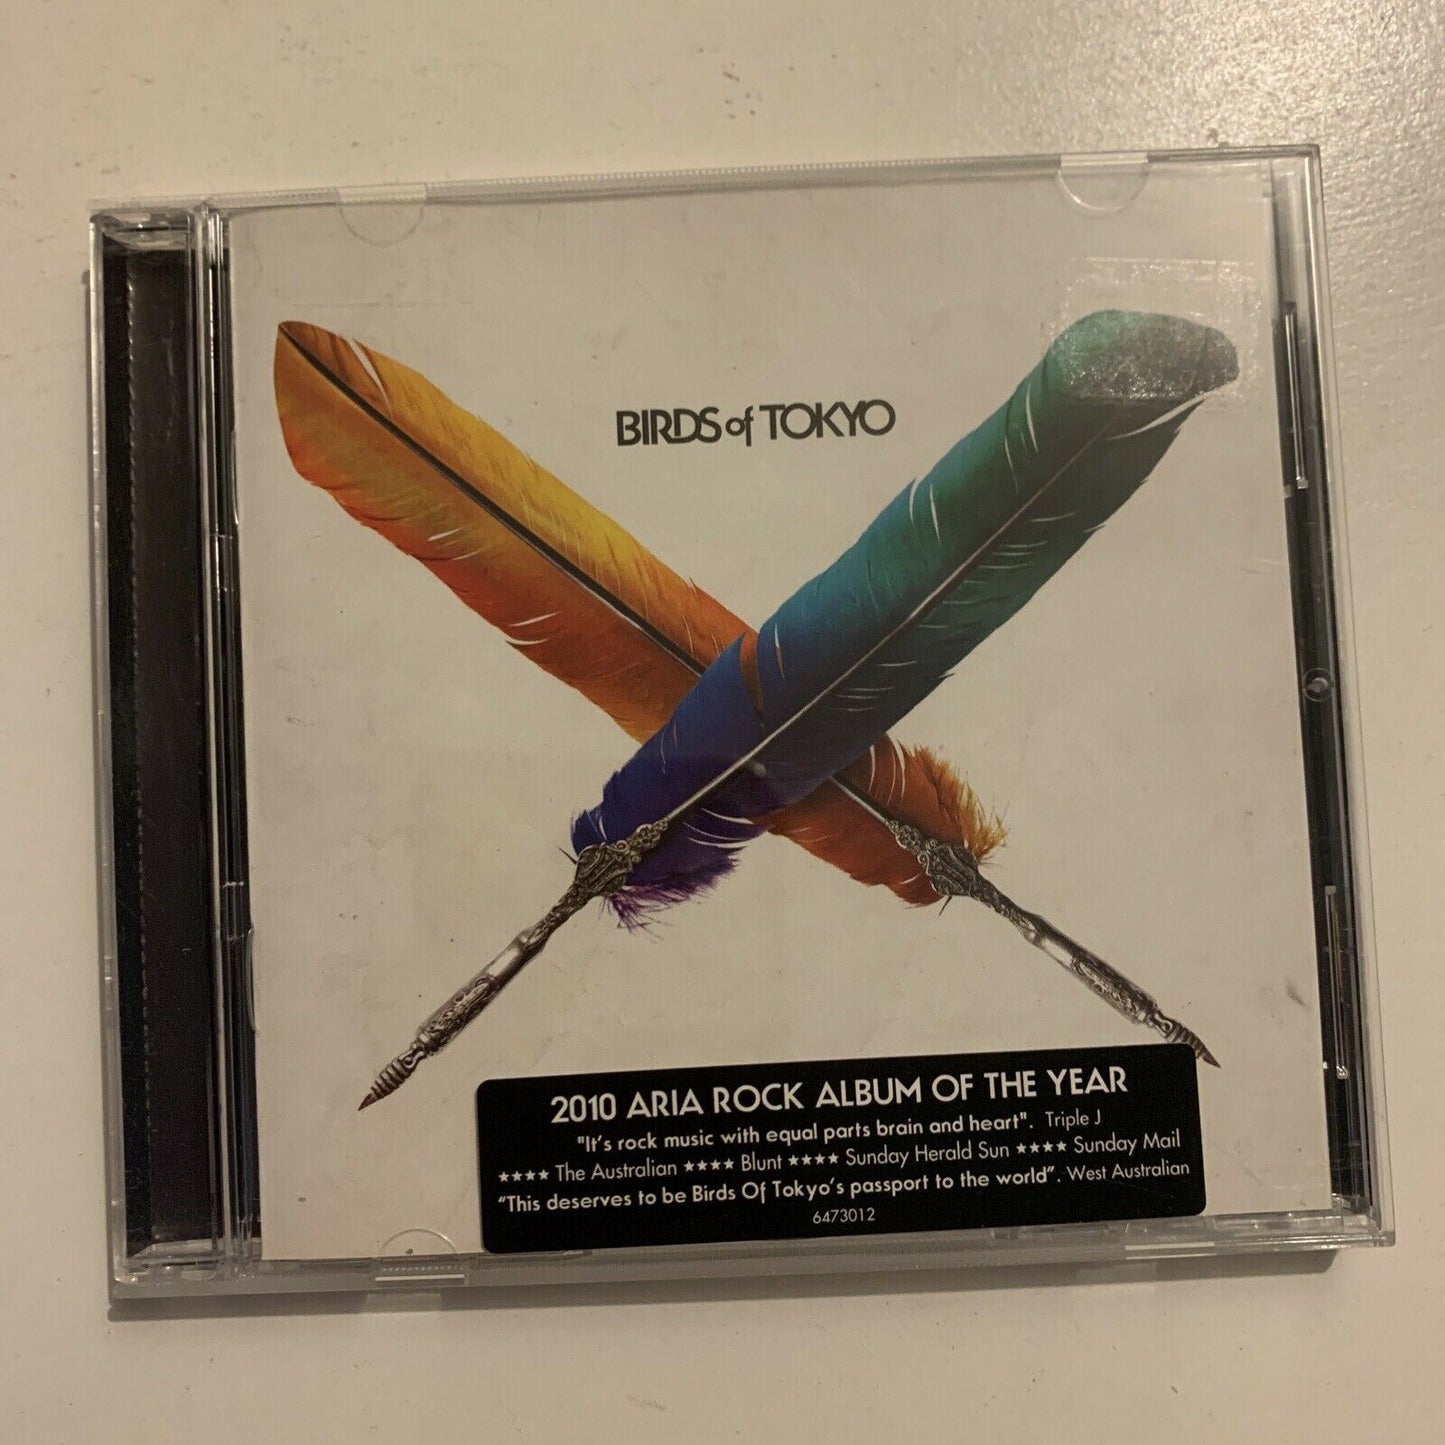 BIRDS of TOKYO
2010 ARIA ROCK ALBUM OF THE YEAR
"It's rock music with equal parts brain and heart". Triple J
★★★★ The Australian ★★★★ Blunt ★★★★ Sunday Herald Sun ★★★★ Sunday Mail
"This deserves to be Birds Of Tokyo's passport to the world". West Australian
6473012